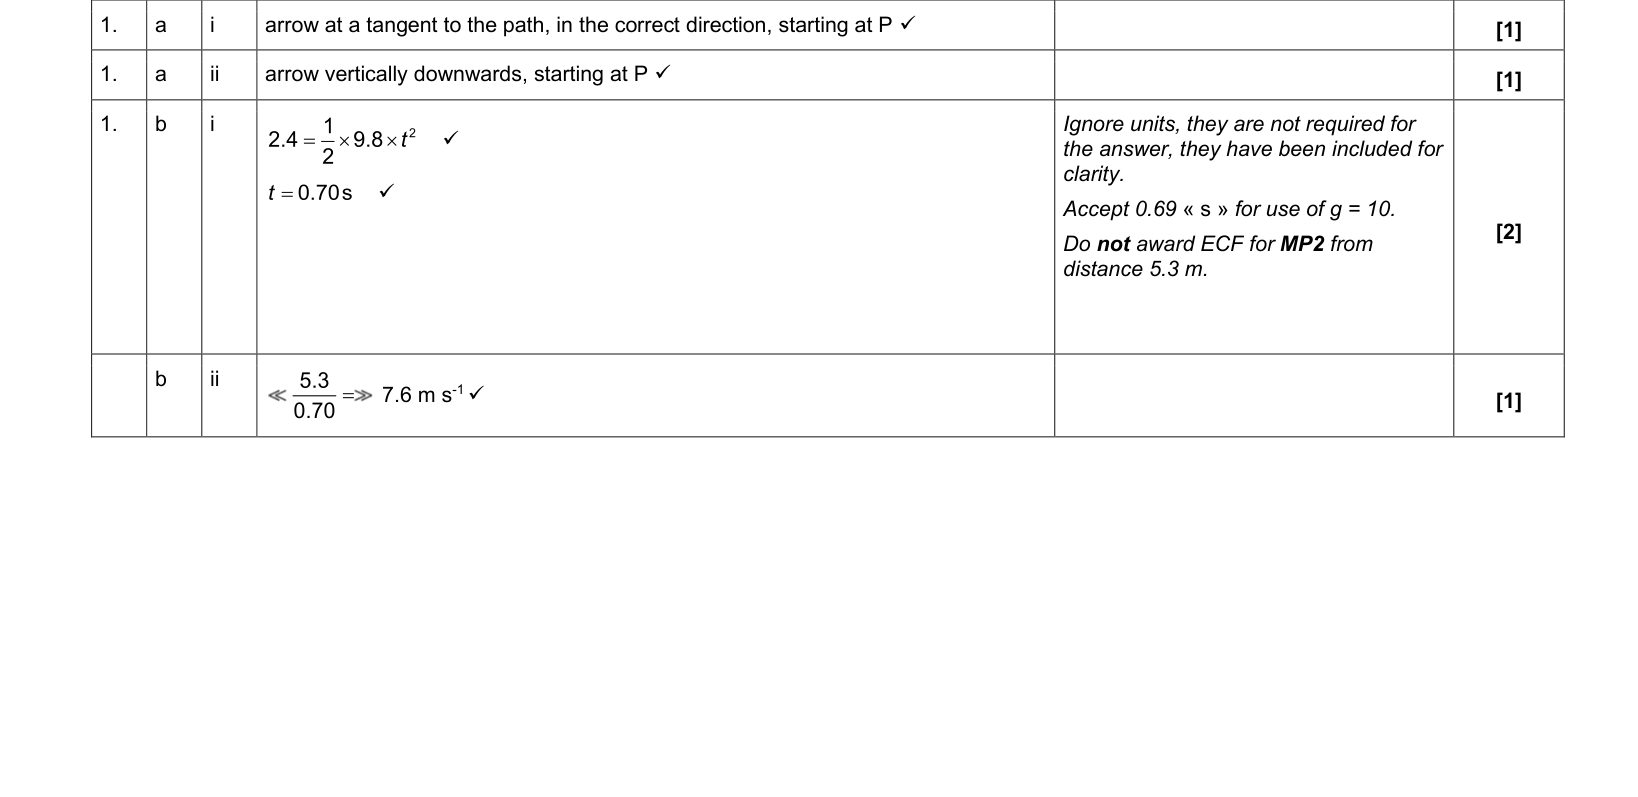 1. a i arrow at a tangent to the path, in the correct direction, starting at P ✓ [1]
1. a ii arrow vertically downwards, starting at P ✓ [1]
1. b i 2.4 = 1/2 × 9.8 × t² ✓
t = 0.70 s ✓
Ignore units, they are not required for
the answer, they have been included for
clarity.
Accept 0.69 « s » for use of g = 10.
Do not award ECF for MP2 from
distance 5.3 m.
[2]
b ii ≪ 5.3/0.70 =≫ 7.6 m s⁻¹ ✓ [1]